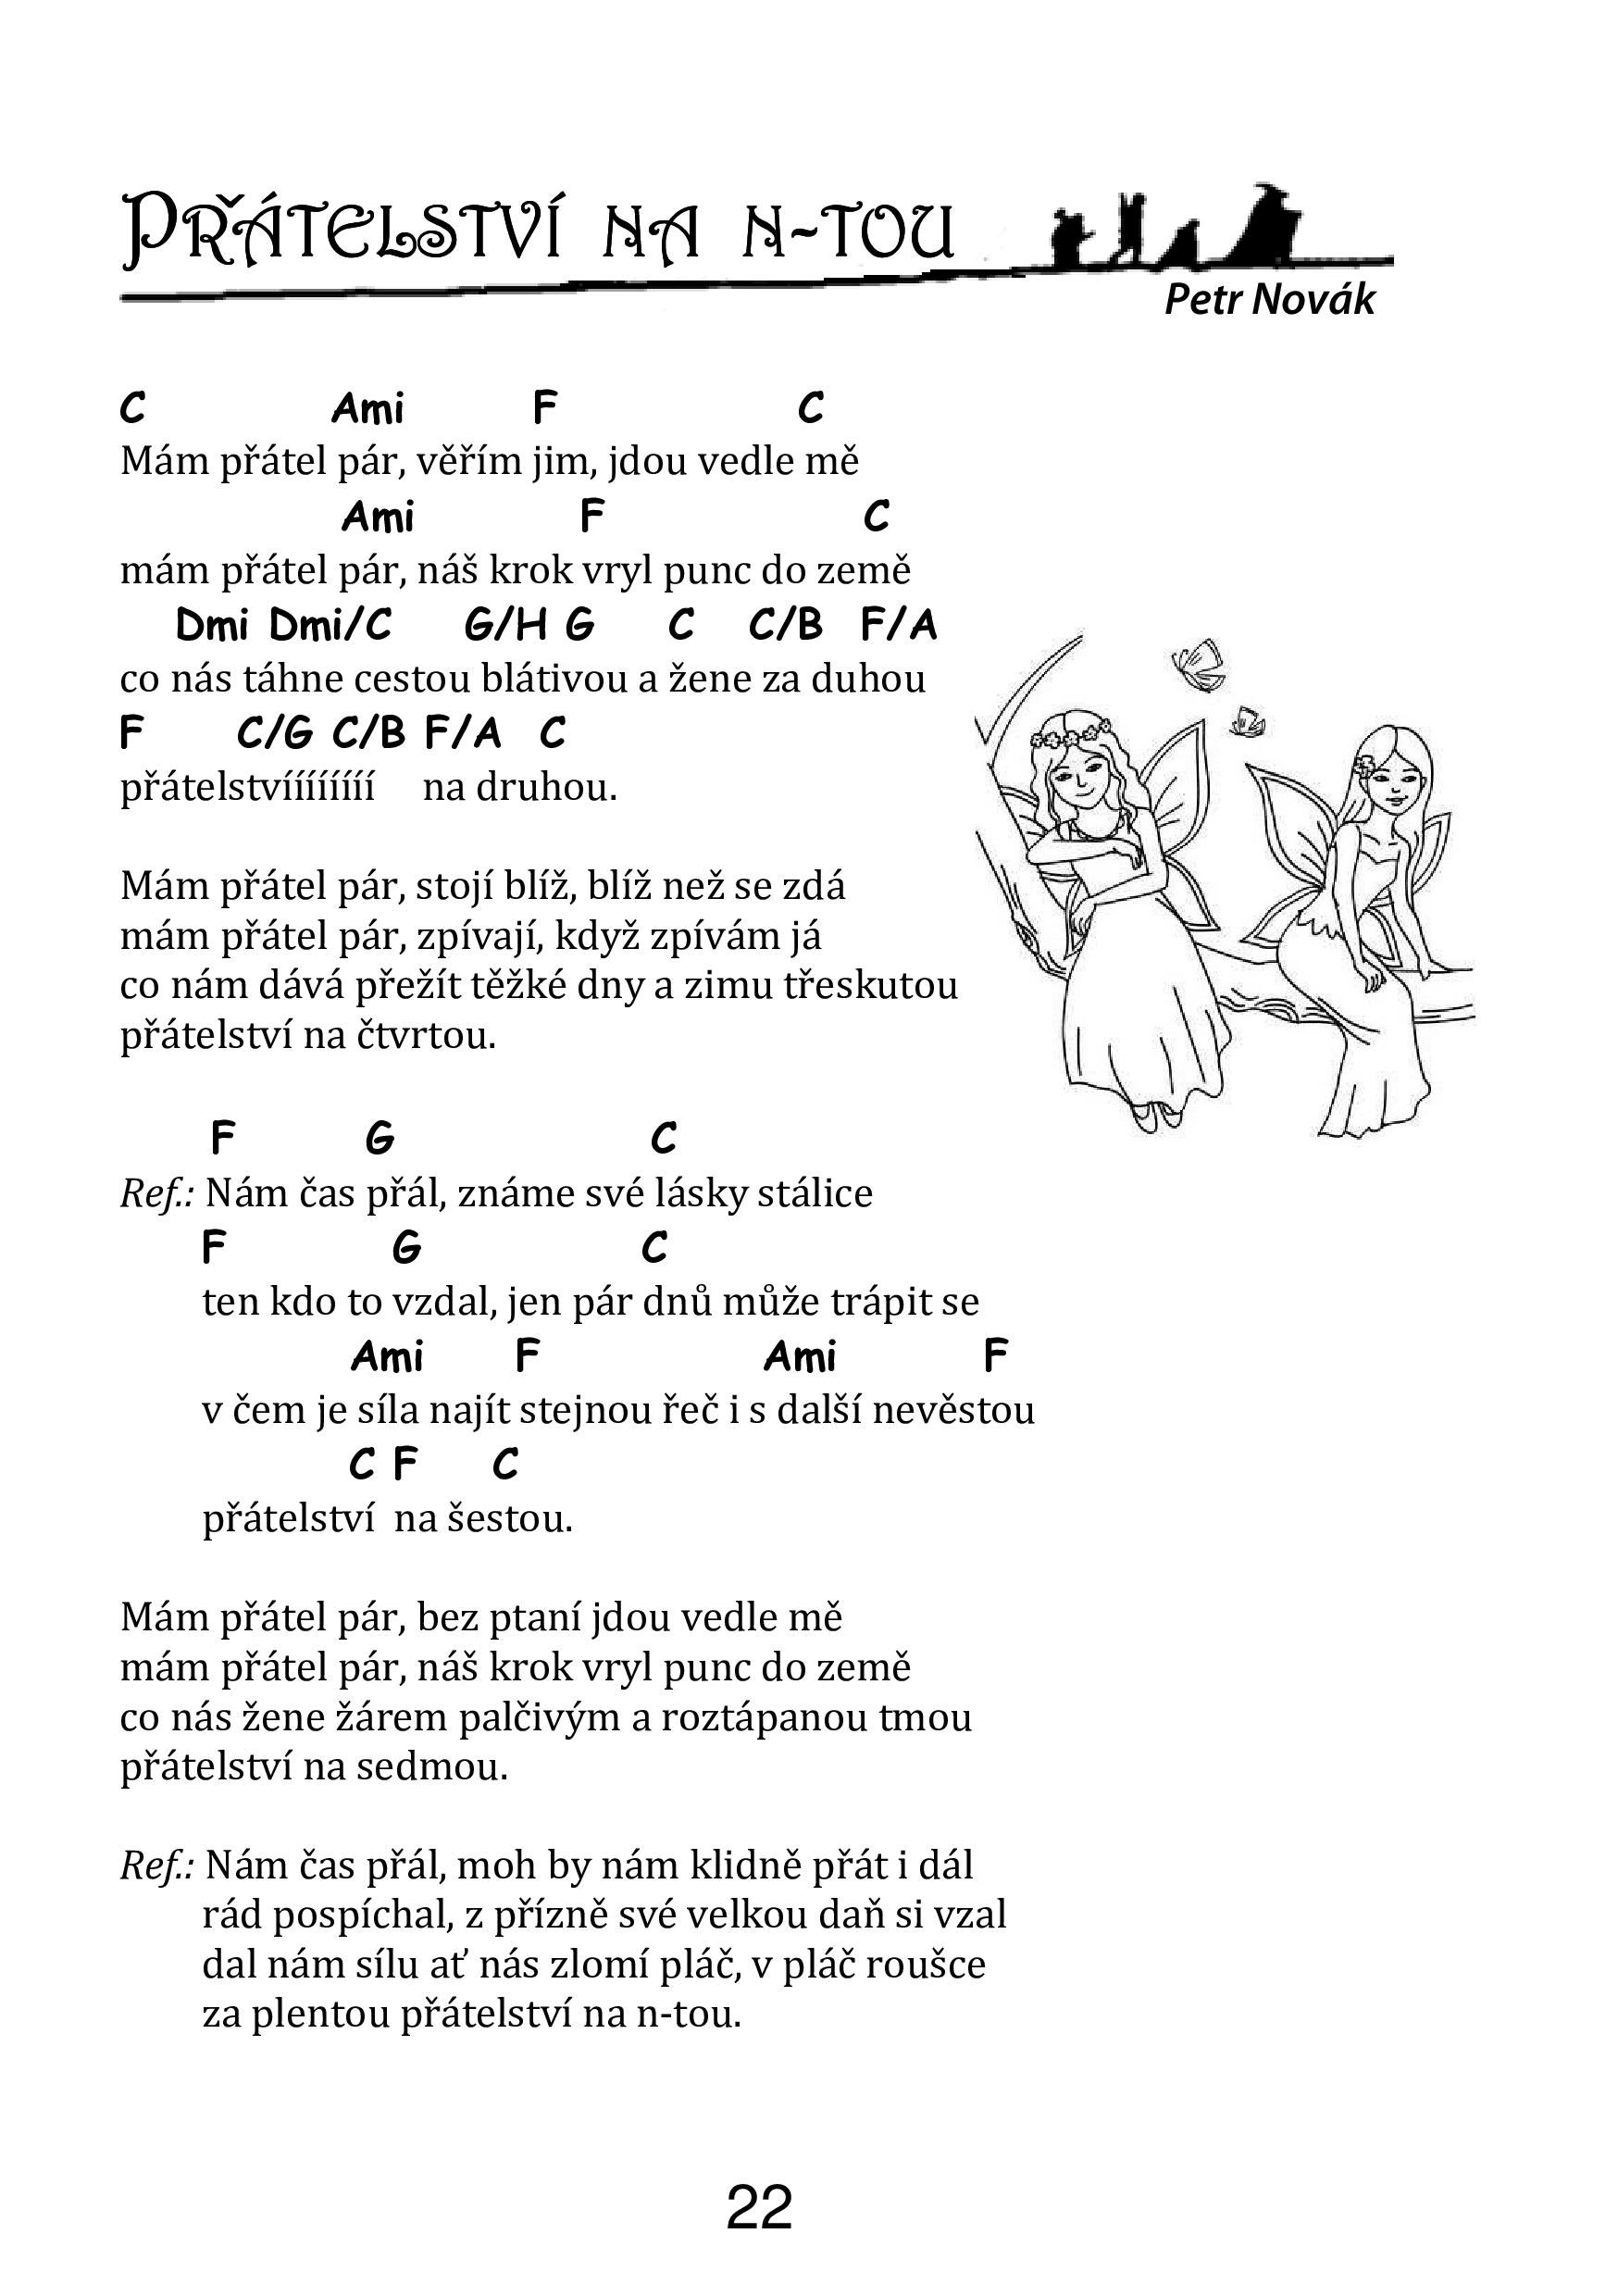 PŘÁTELSTVÍ NA N-TOU
Petr Novák
C Ami F C
Mám přátel pár, věřím jim, jdou vedle mě
Ami F C
mám přátel pár, náš krok vryl punc do země
Dmi Dmi/C G/H G C C/B F/A
co nás táhne cestou blátivou a žene za duhou
F C/G C/B F/A C
přátelstvíííííííí na druhou.
Mám přátel pár, stojí blíž, blíž než se zdá
mám přátel pár, zpívají, když zpívám já
co nám dává přežít těžké dny a zimu třeskutou
přátelství na čtvrtou.
F G C
Ref.: Nám čas přál, známe své lásky stálice
F G C
ten kdo to vzdal, jen pár dnů může trápit se
Ami F Ami F
v čem je síla najít stejnou řeč i s další nevěstou
C F C
přátelství na šestou.
Mám přátel pár, bez ptaní jdou vedle mě
mám přátel pár, náš krok vryl punc do země
co nás žene žárem palčivým a roztápanou tmou
přátelství na sedmou.
Ref.: Nám čas přál, moh by nám klidně přát i dál
rád pospíchal, z přízně své velkou daň si vzal
dal nám sílu ať nás zlomí pláč, v pláč roušce
za plentou přátelství na n-tou.
22